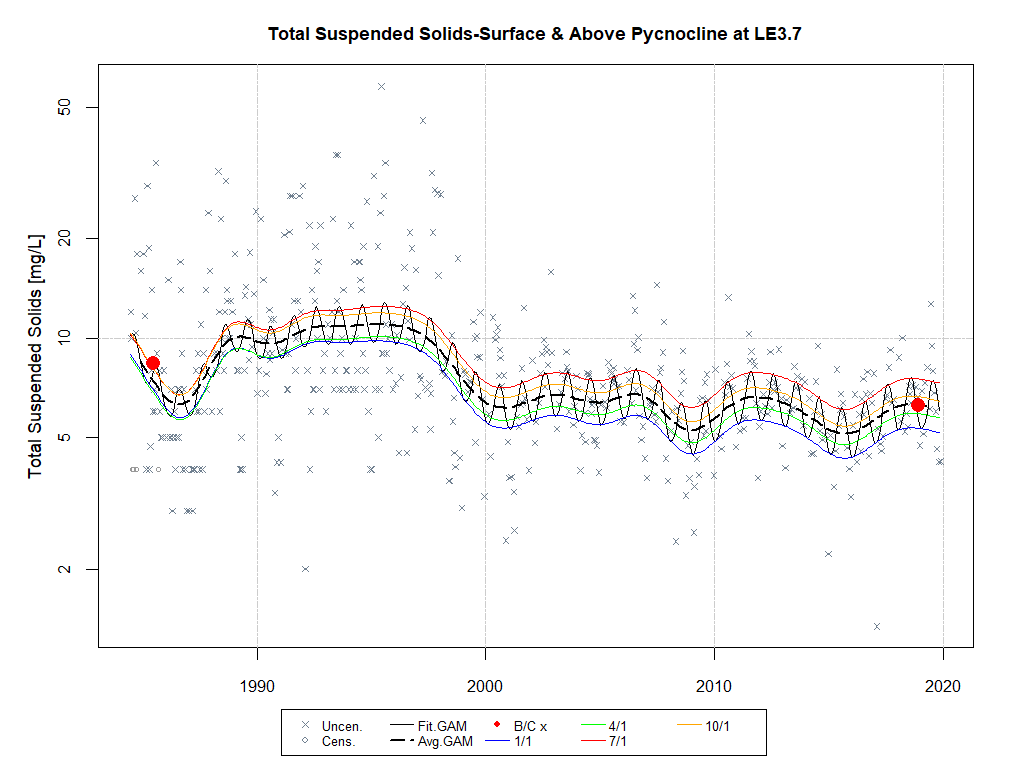 Total Suspended Solids-Surface & Above Pycnocline at LE3.7
Total Suspended Solids [mg/L]
50
20
10
5
2
1990 2000 2010 2020
Uncen. Fit.GAM B/C x 4/1 10/1
Cens. Avg.GAM 1/1 7/1